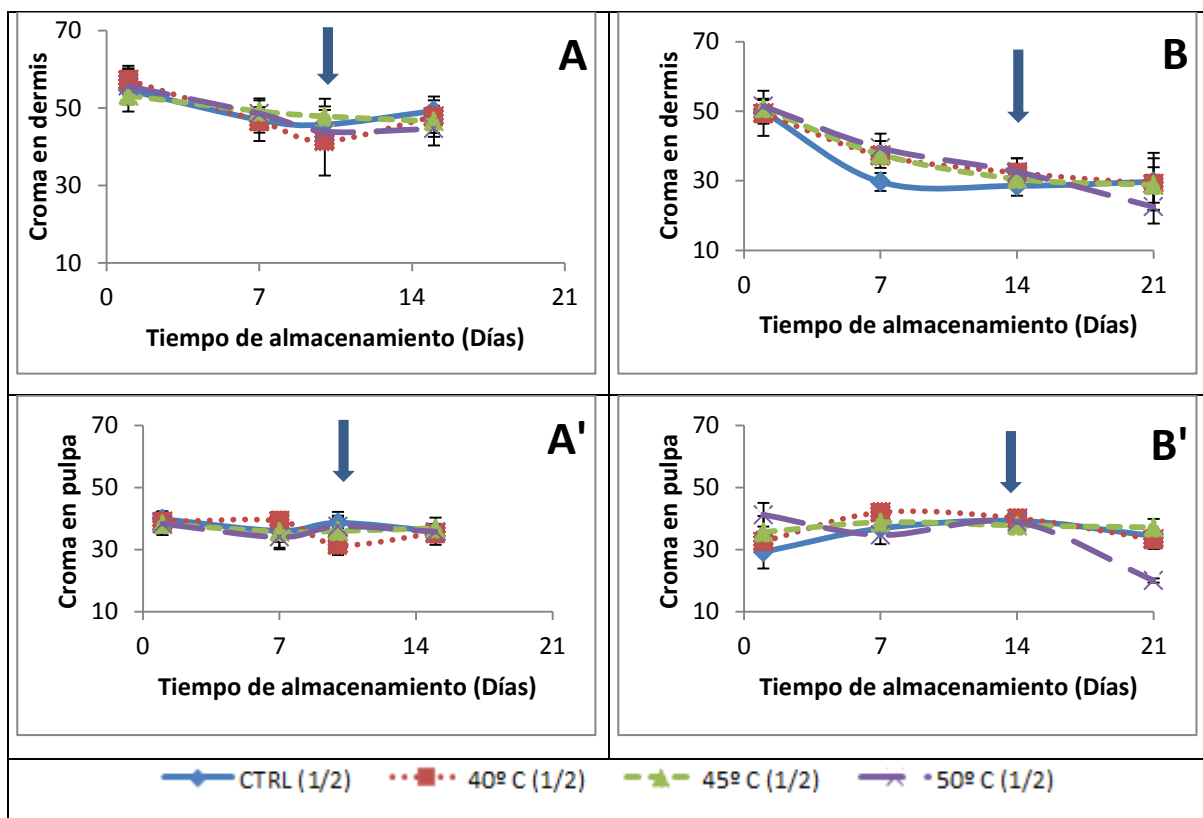 A
Croma en dermis
70
50
30
10
0 7 14 21
Tiempo de almacenamiento (Días)
B
Croma en dermis
70
50
30
10
0 7 14 21
Tiempo de almacenamiento (Días)
A'
Croma en pulpa
70
50
30
10
0 7 14 21
Tiempo de almacenamiento (Días)
B'
Croma en pulpa
70
50
30
10
0 7 14 21
Tiempo de almacenamiento (Días)
CTRL (1/2) 40º C (1/2) 45º C (1/2) 50º C (1/2)